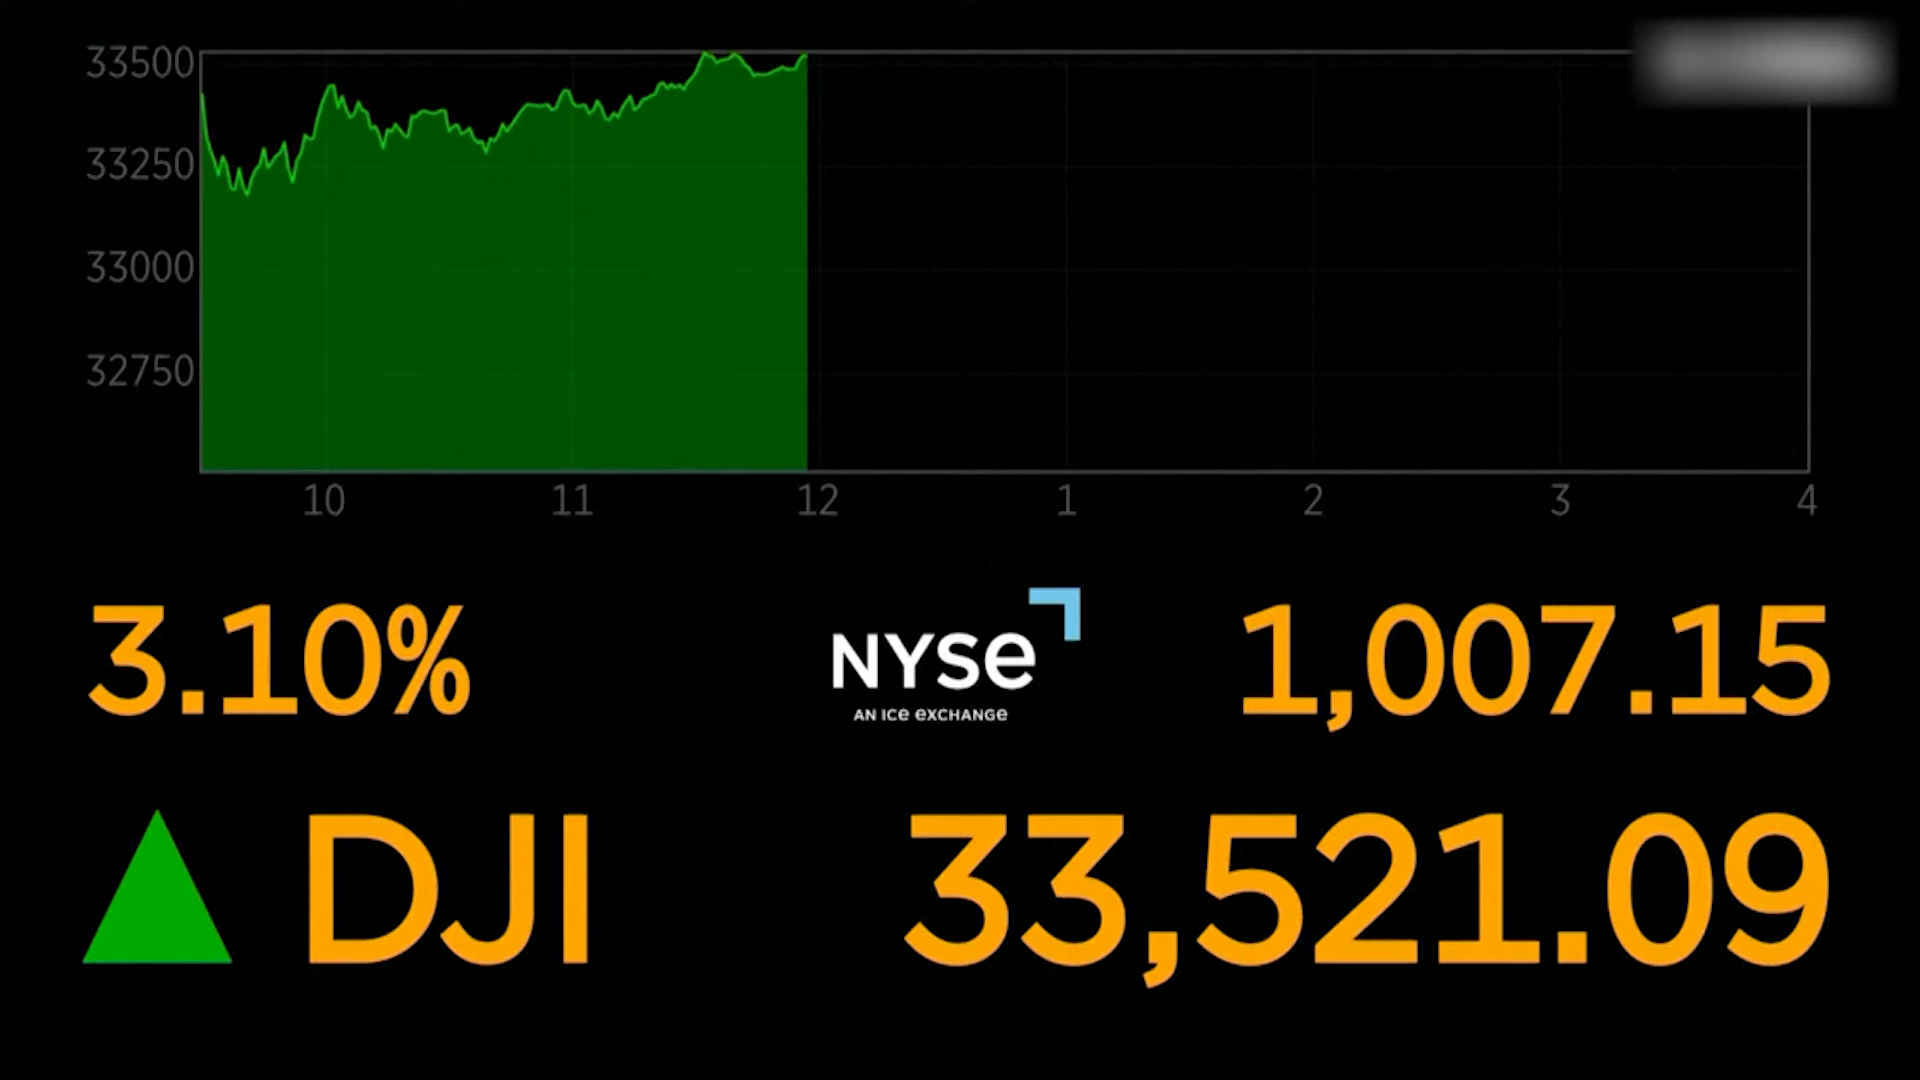 33500
33250
33000
32750
10 11 12 1 2 3 4
3.10% NYSE 1,007.15
AN ICE EXCHANGE
DJI 33,521.09